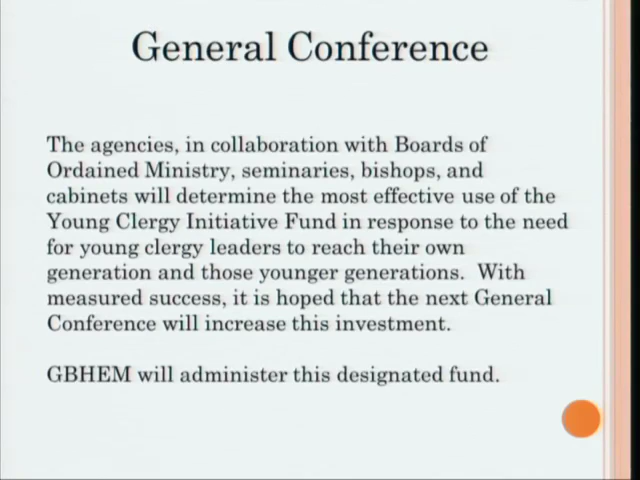 General Conference
The agencies, in collaboration with Boards of
Ordained Ministry, seminaries, bishops, and
cabinets will determine the most effective use of the
Young Clergy Initiative Fund in response to the need
for young clergy leaders to reach their own
generation and those younger generations.  With
measured success, it is hoped that the next General
Conference will increase this investment.
GBHEM will administer this designated fund.